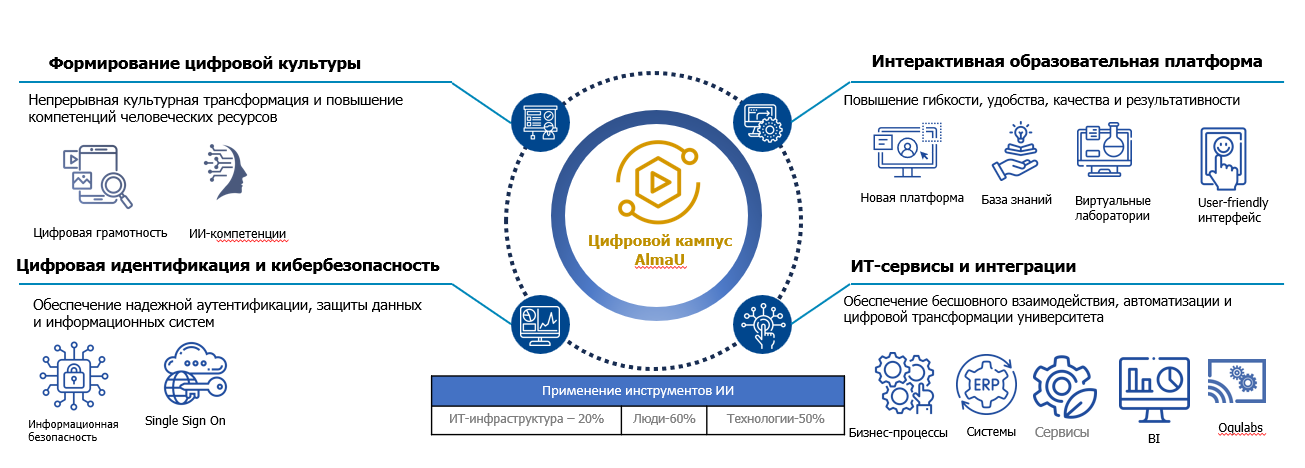 Формирование цифровой культуры
Непрерывная культурная трансформация и повышение
компетенций человеческих ресурсов
Цифровая грамотность
ИИ-компетенции
Интерактивная образовательная платформа
Повышение гибкости, удобства, качества и результативности
Новая платформа
База знаний
Виртуальные
лаборатории
User-friendly
интерфейс
Цифровой кампус
AlmaU
Цифровая идентификация и кибербезопасность
Обеспечение надежной аутентификации, защиты данных
и информационных систем
Информационная
безопасность
Single Sign On
ИТ-сервисы и интеграции
Обеспечение бесшовного взаимодействия, автоматизации и
цифровой трансформации университета
Бизнес-процессы
ERP
Системы
Сервисы
BI
Oqulabs
Применение инструментов ИИ
ИТ-инфраструктура – 20%
Люди-60%
Технологии-50%